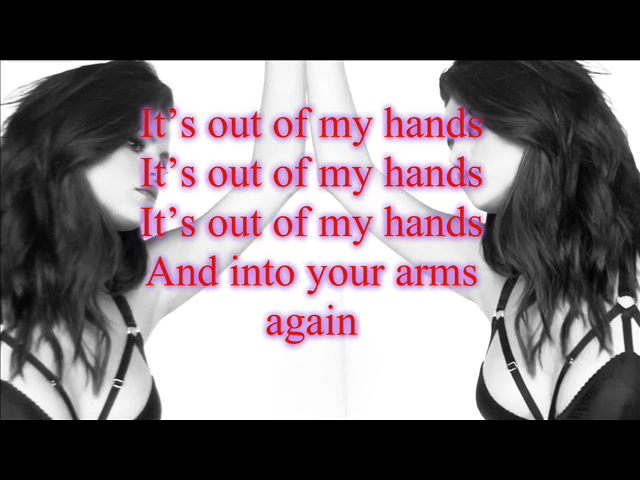 It’s out of my hands
It’s out of my hands
It’s out of my hands
And into your arms
again